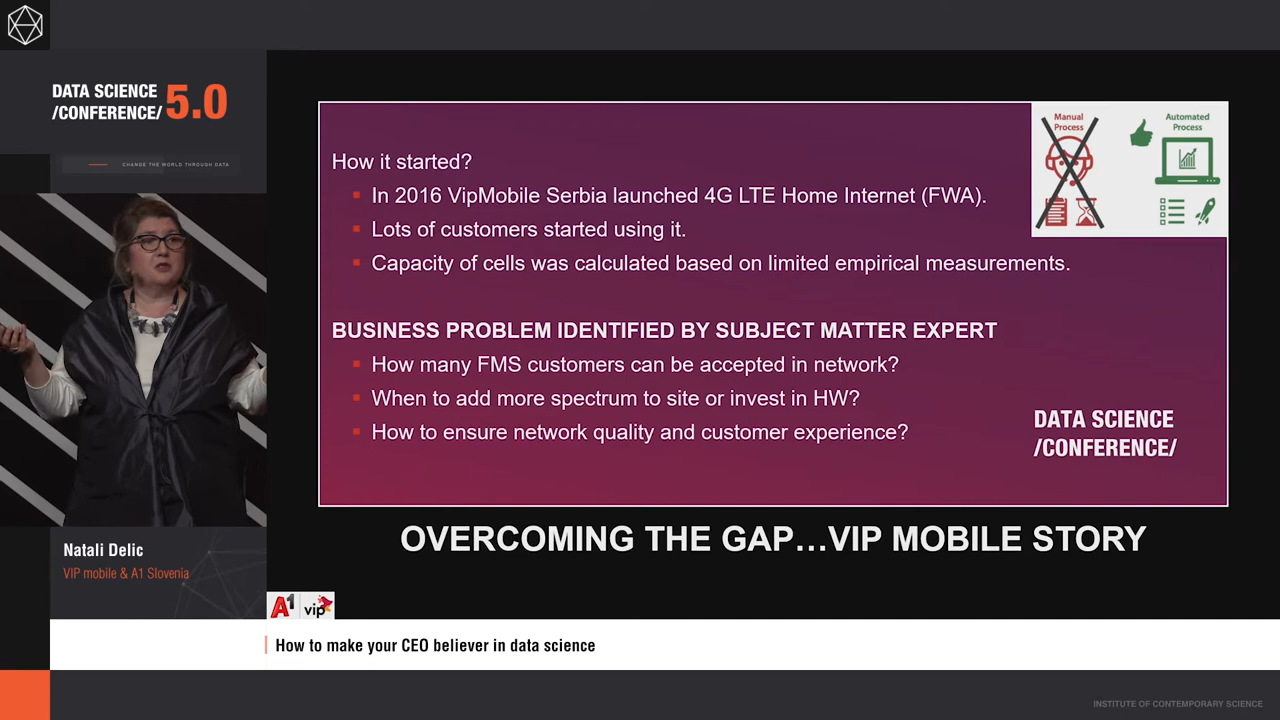 DATA SCIENCE
/CONFERENCE/ 5.0
CHANGE THE WORLD THROUGH DATA
How it started?
In 2016 VipMobile Serbia launched 4G LTE Home Internet (FWA).
Lots of customers started using it.
Capacity of cells was calculated based on limited empirical measurements.
Manual
Process
Automated
Process
BUSINESS PROBLEM IDENTIFIED BY SUBJECT MATTER EXPERT
How many FMS customers can be accepted in network?
When to add more spectrum to site or invest in HW?
How to ensure network quality and customer experience?
DATA SCIENCE
/CONFERENCE/
OVERCOMING THE GAP...VIP MOBILE STORY
Natali Delic
VIP mobile & A1 Slovenia
A1 vip
How to make your CEO believer in data science
INSTITUTE OF CONTEMPORARY SCIENCE